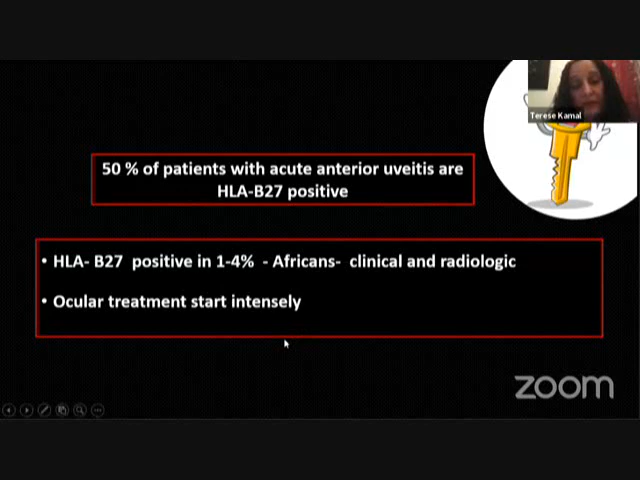 Terese Kamal
50 % of patients with acute anterior uveitis are
HLA-B27 positive
• HLA- B27 positive in 1-4% - Africans- clinical and radiologic
• Ocular treatment start intensely
zoom